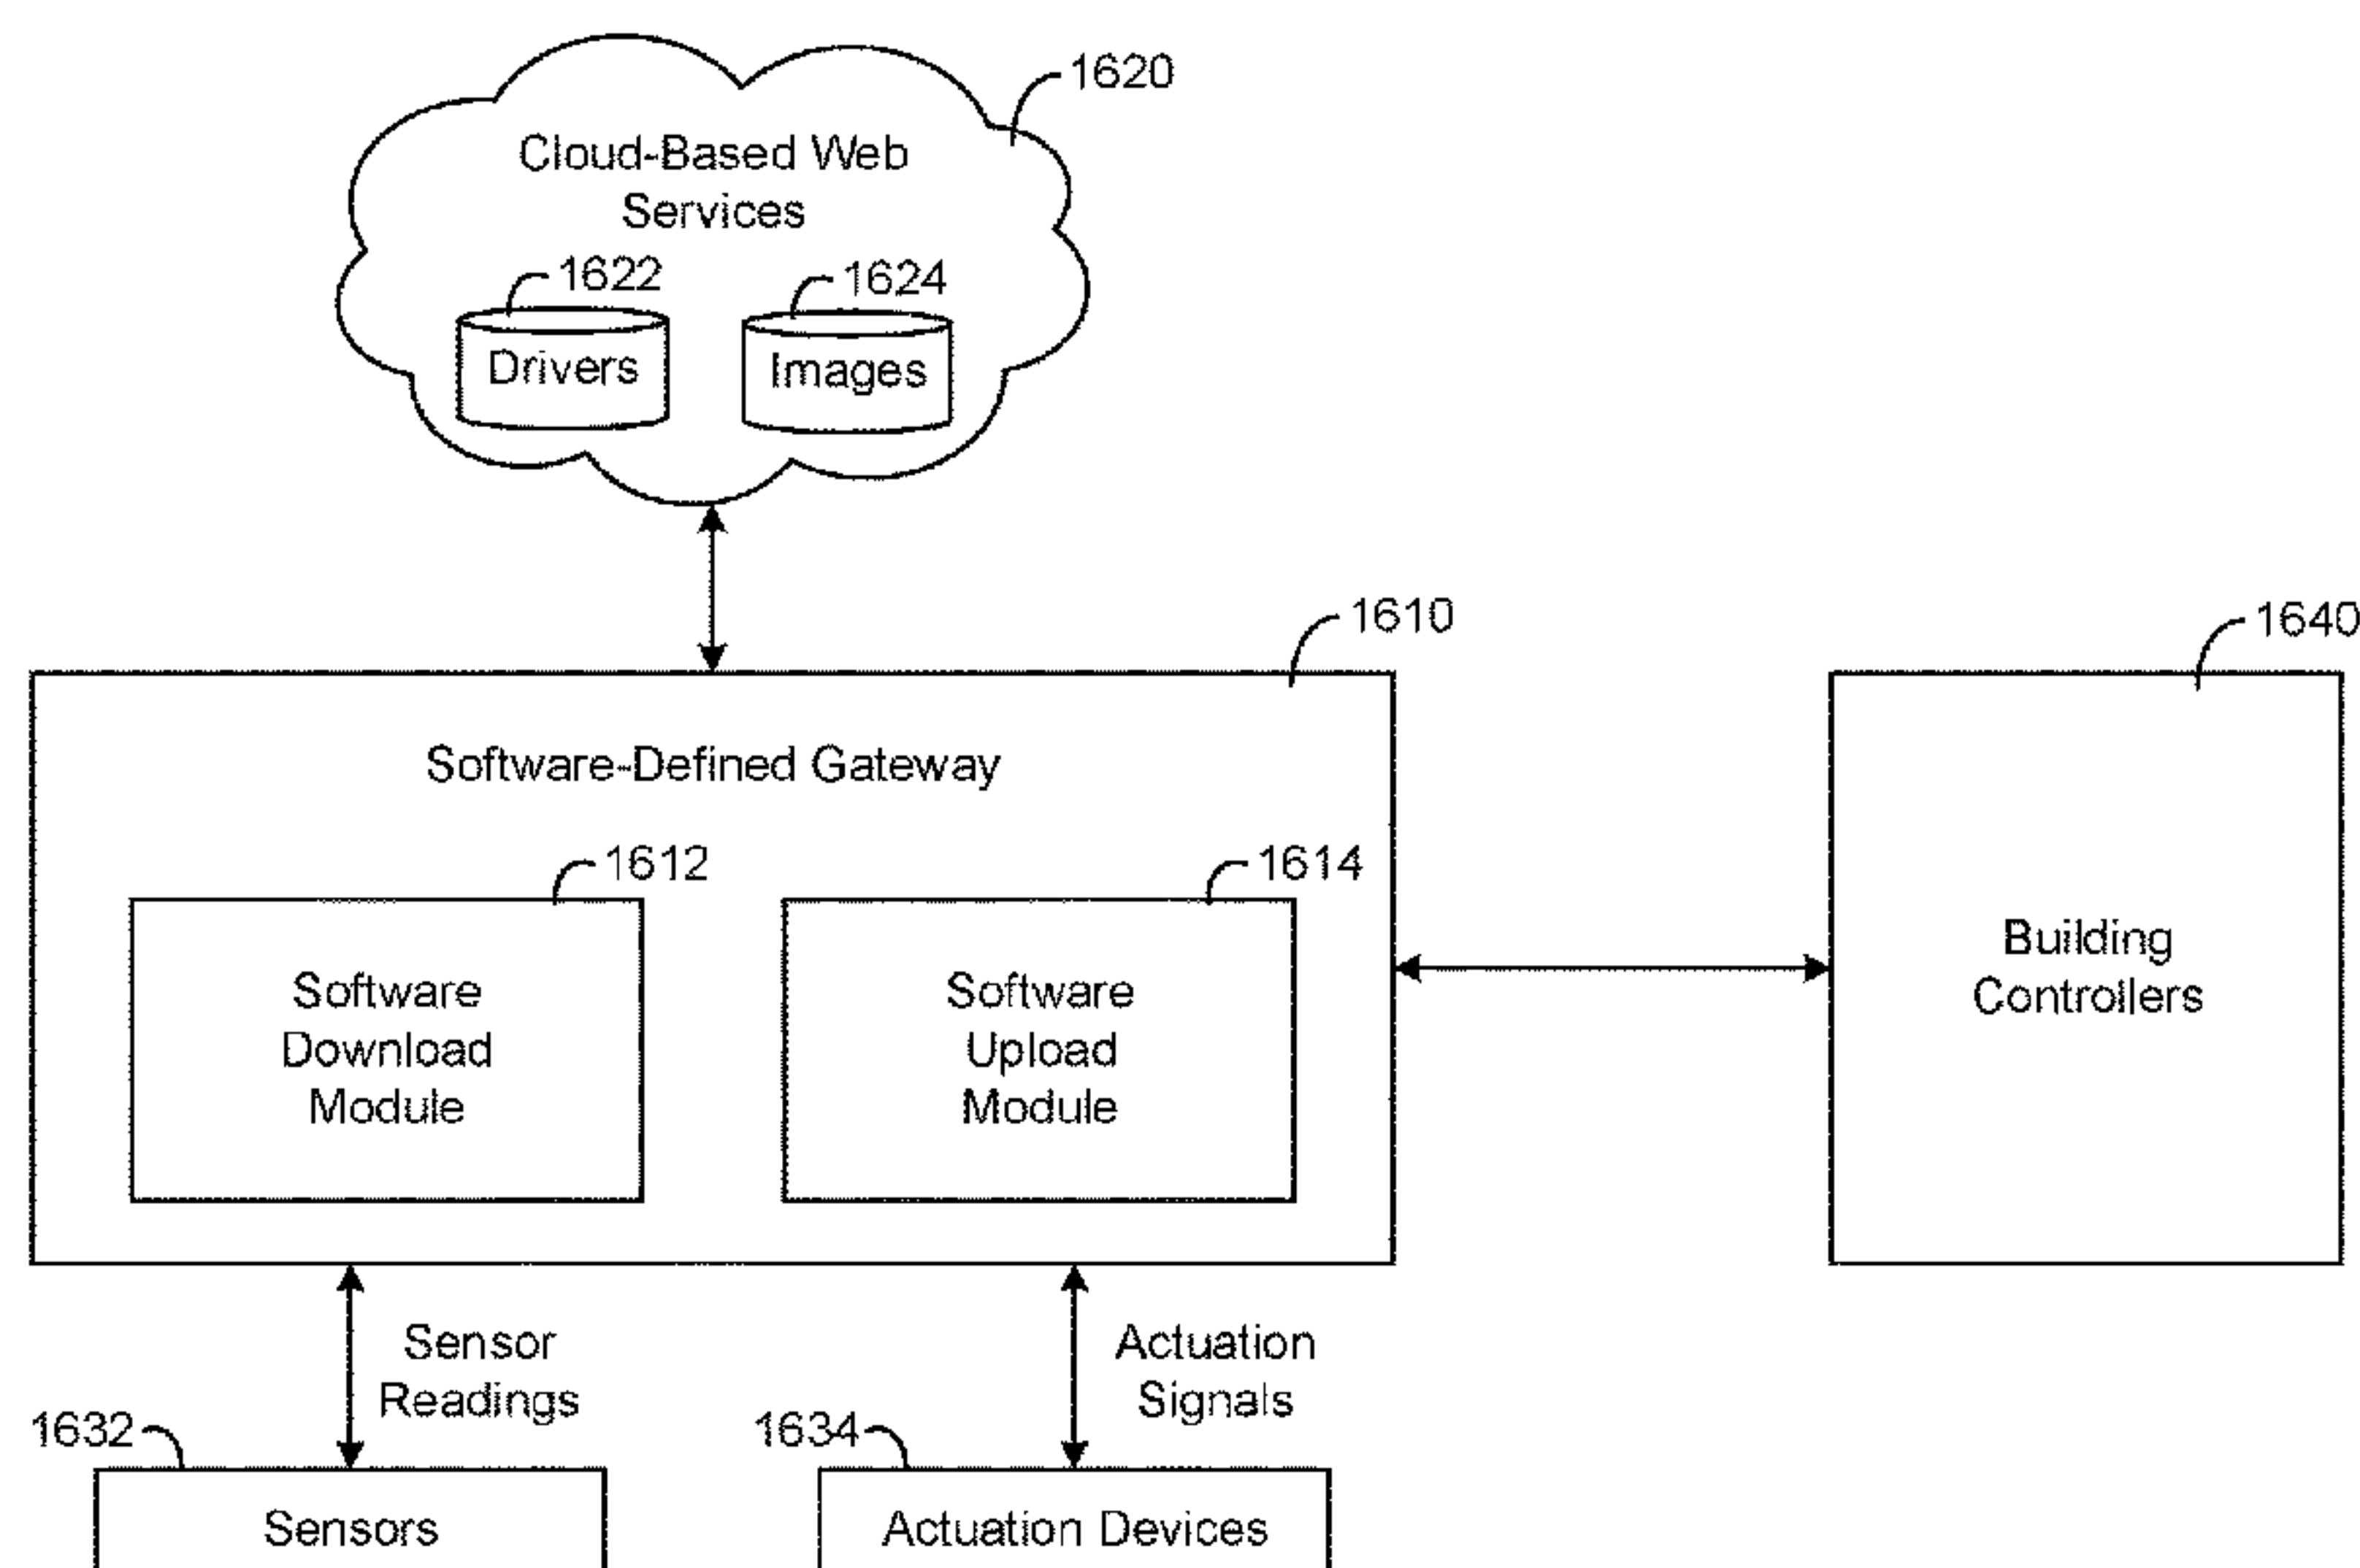 1620
Cloud-Based Web
Services
1622
1624
Drivers
Images
1610
1640
Software-Defined Gateway
1612
1614
Software
Download
Module
Software
Upload
Module
Building
Controllers
Sensor
Readings
Actuation
Signals
1632
1634
Sensors
Actuation Devices